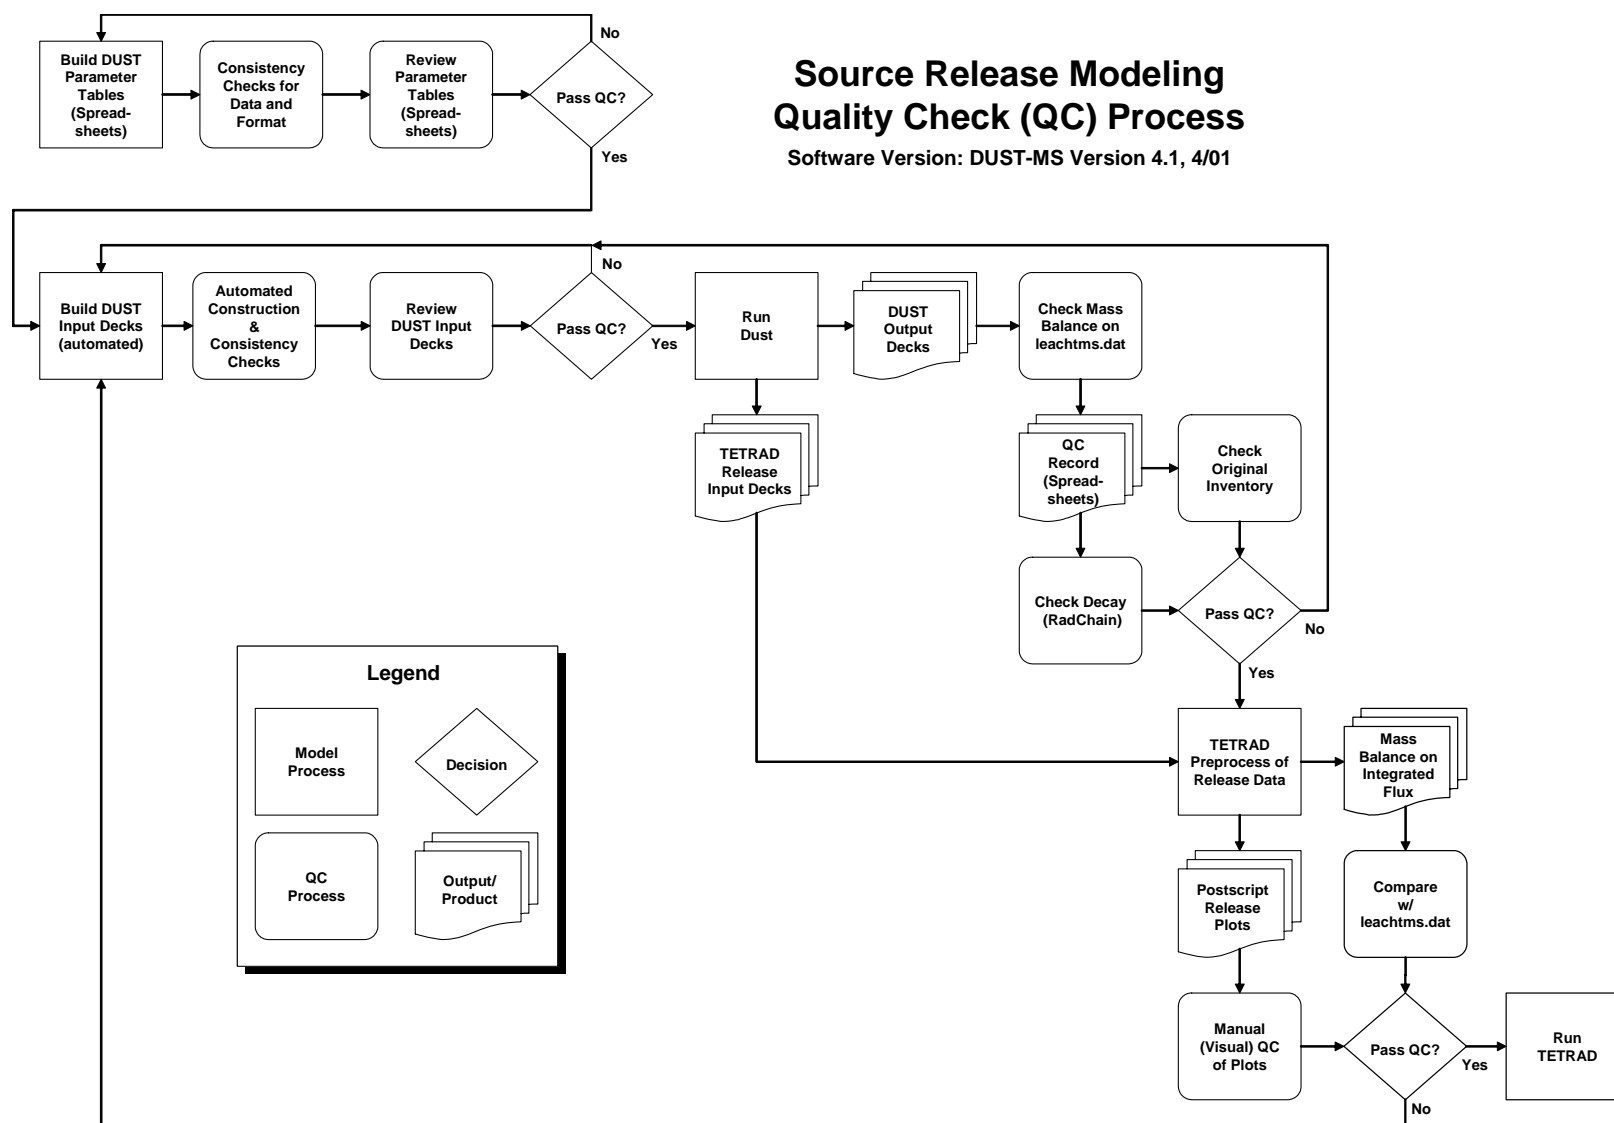 Source Release Modeling
Quality Check (QC) Process
Software Version: DUST-MS Version 4.1, 4/01
Build DUST
Parameter
Tables
(Spread-
sheets)
Consistency
Checks for
Data and
Format
Review
Parameter
Tables
(Spread-
sheets)
Pass QC?
No
Yes
Build DUST
Input Decks
(automated)
Automated
Construction
&
Consistency
Checks
Review
DUST Input
Decks
Pass QC?
No
Yes
Run
Dust
DUST
Output
Decks
Check Mass
Balance on
leachtms.dat
TETRAD
Release
Input Decks
QC
Record
(Spread-
sheets)
Check
Original
Inventory
Check Decay
(RadChain)
Pass QC?
No
Yes
TETRAD
Preprocess of
Release Data
Mass
Balance on
Integrated
Flux
Postscript
Release
Plots
Compare
w/
leachtms.dat
Manual
(Visual) QC
of Plots
Pass QC?
Yes
No
Run
TETRAD
Legend
Model
Process
Decision
QC
Process
Output/
Product